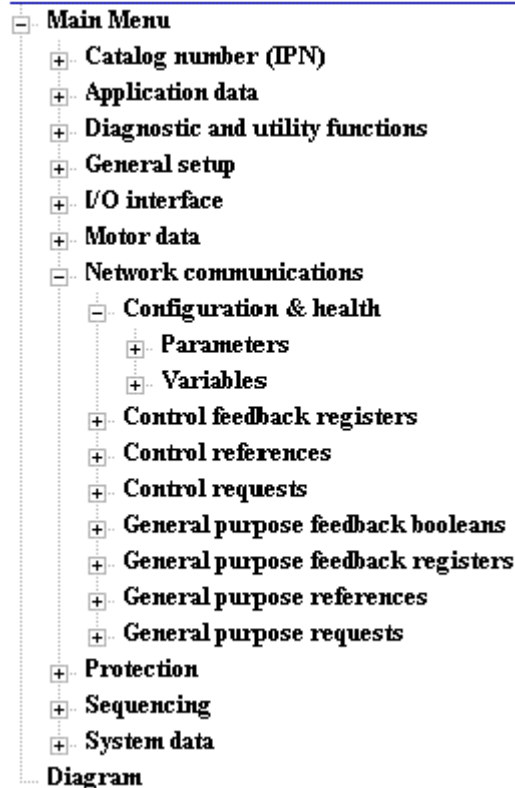 Main Menu
Catalog number (IPN)
Application data
Diagnostic and utility functions
General setup
I/O interface
Motor data
Network communications
Configuration & health
Parameters
Variables
Control feedback registers
Control references
Control requests
General purpose feedback booleans
General purpose feedback registers
General purpose references
General purpose requests
Protection
Sequencing
System data
Diagram